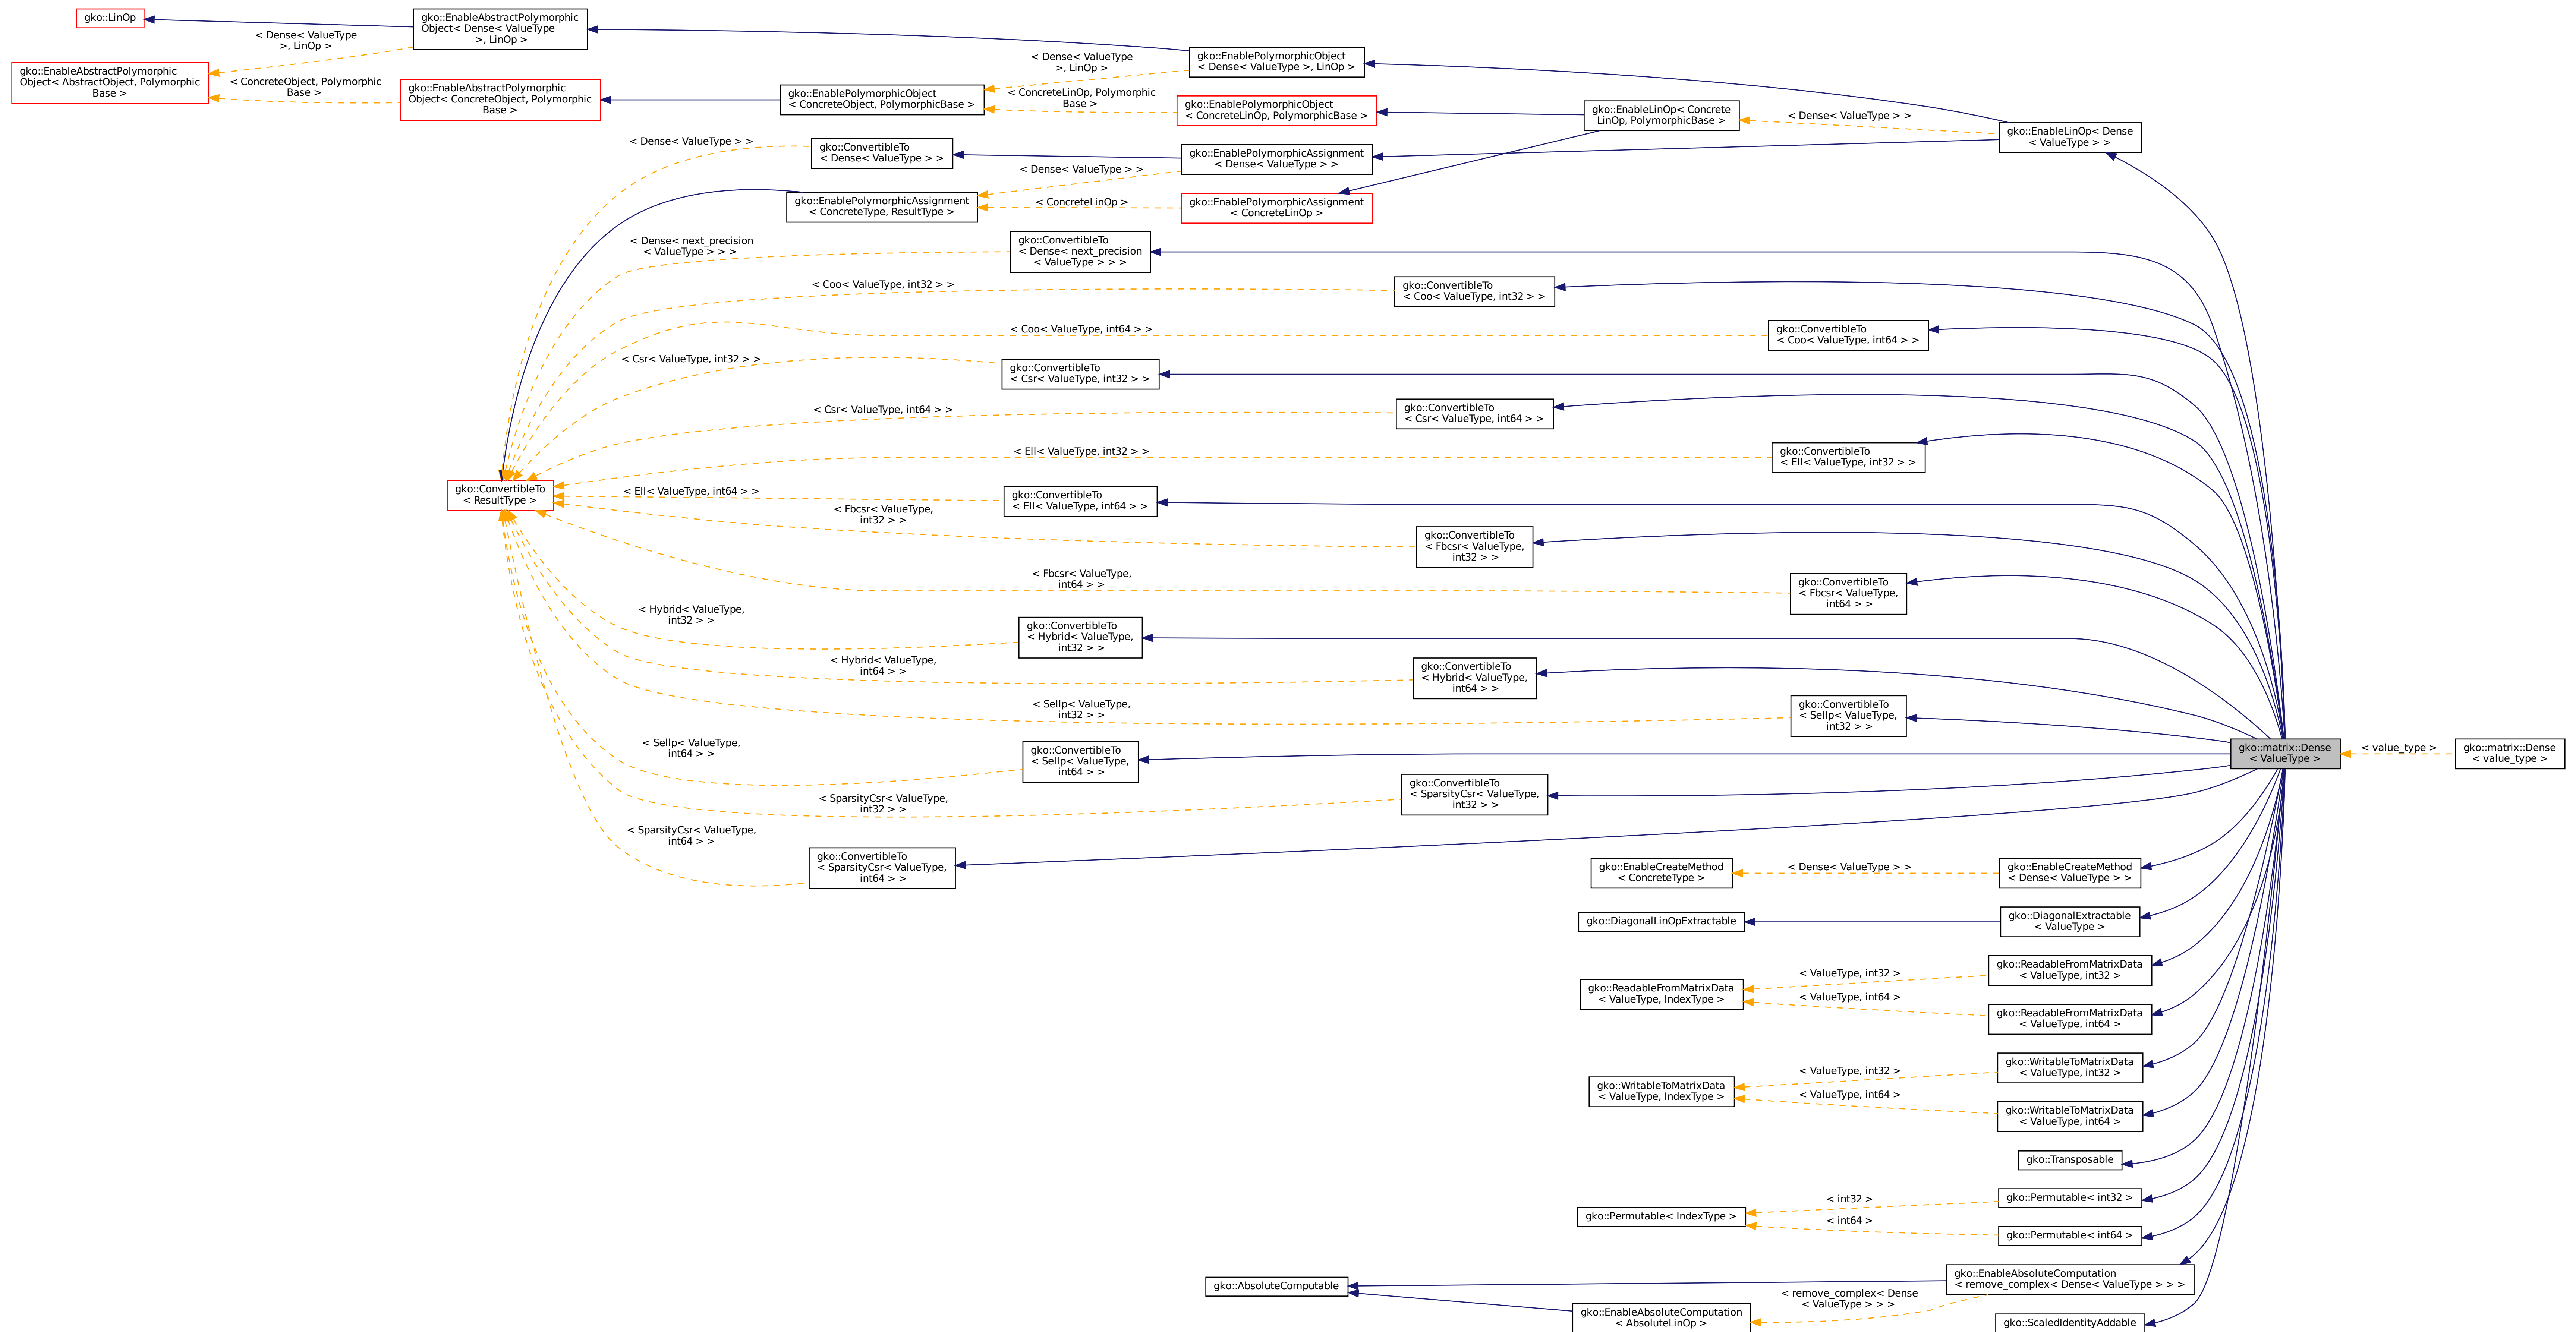 gko::LinOp
gko::EnableAbstractPolymorphic
Object< Dense< ValueType
>, LinOp >
< Dense< ValueType
>, LinOp >
gko::EnableAbstractPolymorphic
Object< AbstractObject, Polymorphic
Base >
< ConcreteObject, Polymorphic
Base >
gko::EnableAbstractPolymorphic
Object< ConcreteObject, Polymorphic
Base >
gko::EnablePolymorphicObject
< ConcreteObject, PolymorphicBase >
< Dense< ValueType
>, LinOp >
gko::EnablePolymorphicObject
< Dense< ValueType >, LinOp >
< ConcreteLinOp, Polymorphic
Base >
gko::EnablePolymorphicObject
< ConcreteLinOp, PolymorphicBase >
gko::EnableLinOp< Concrete
LinOp, PolymorphicBase >
< Dense< ValueType > >
gko::EnableLinOp< Dense
< ValueType > >
< Dense< ValueType > >
gko::ConvertibleTo
< Dense< ValueType > >
gko::EnablePolymorphicAssignment
< Dense< ValueType > >
< Dense< ValueType > >
gko::EnablePolymorphicAssignment
< ConcreteType, ResultType >
< ConcreteLinOp >
gko::EnablePolymorphicAssignment
< ConcreteLinOp >
< Dense< next_precision
< ValueType > > >
gko::ConvertibleTo
< Dense< next_precision
< ValueType > > >
< Coo< ValueType, int32 > >
gko::ConvertibleTo
< Coo< ValueType, int32 > >
< Coo< ValueType, int64 > >
gko::ConvertibleTo
< Coo< ValueType, int64 > >
< Csr< ValueType, int32 > >
gko::ConvertibleTo
< Csr< ValueType, int32 > >
< Csr< ValueType, int64 > >
gko::ConvertibleTo
< Csr< ValueType, int64 > >
< Ell< ValueType, int32 > >
gko::ConvertibleTo
< Ell< ValueType, int32 > >
gko::ConvertibleTo
< ResultType >
< Ell< ValueType, int64 > >
gko::ConvertibleTo
< Ell< ValueType, int64 > >
< Fbcsr< ValueType,
int32 > >
gko::ConvertibleTo
< Fbcsr< ValueType,
int32 > >
< Fbcsr< ValueType,
int64 > >
gko::ConvertibleTo
< Fbcsr< ValueType,
int64 > >
< Hybrid< ValueType,
int32 > >
gko::ConvertibleTo
< Hybrid< ValueType,
int32 > >
< Hybrid< ValueType,
int64 > >
gko::ConvertibleTo
< Hybrid< ValueType,
int64 > >
< Sellp< ValueType,
int32 > >
gko::ConvertibleTo
< Sellp< ValueType,
int32 > >
< Sellp< ValueType,
int64 > >
gko::ConvertibleTo
< Sellp< ValueType,
int64 > >
gko::matrix::Dense
< ValueType >
< value_type >
gko::matrix::Dense
< value_type >
< SparsityCsr< ValueType,
int32 > >
gko::ConvertibleTo
< SparsityCsr< ValueType,
int32 > >
< SparsityCsr< ValueType,
int64 > >
gko::ConvertibleTo
< SparsityCsr< ValueType,
int64 > >
gko::EnableCreateMethod
< ConcreteType >
< Dense< ValueType > >
gko::EnableCreateMethod
< Dense< ValueType > >
gko::DiagonalLinOpExtractable
gko::DiagonalExtractable
< ValueType >
gko::ReadableFromMatrixData
< ValueType, IndexType >
< ValueType, int32 >
gko::ReadableFromMatrixData
< ValueType, int32 >
< ValueType, int64 >
gko::ReadableFromMatrixData
< ValueType, int64 >
gko::WritableToMatrixData
< ValueType, IndexType >
< ValueType, int32 >
gko::WritableToMatrixData
< ValueType, int32 >
< ValueType, int64 >
gko::WritableToMatrixData
< ValueType, int64 >
gko::Transposable
gko::Permutable< IndexType >
< int32 >
gko::Permutable< int32 >
< int64 >
gko::Permutable< int64 >
gko::AbsoluteComputable
gko::EnableAbsoluteComputation
< remove_complex< Dense< ValueType > > >
< remove_complex< Dense
< ValueType > > >
gko::EnableAbsoluteComputation
< AbsoluteLinOp >
gko::ScaledIdentityAddable